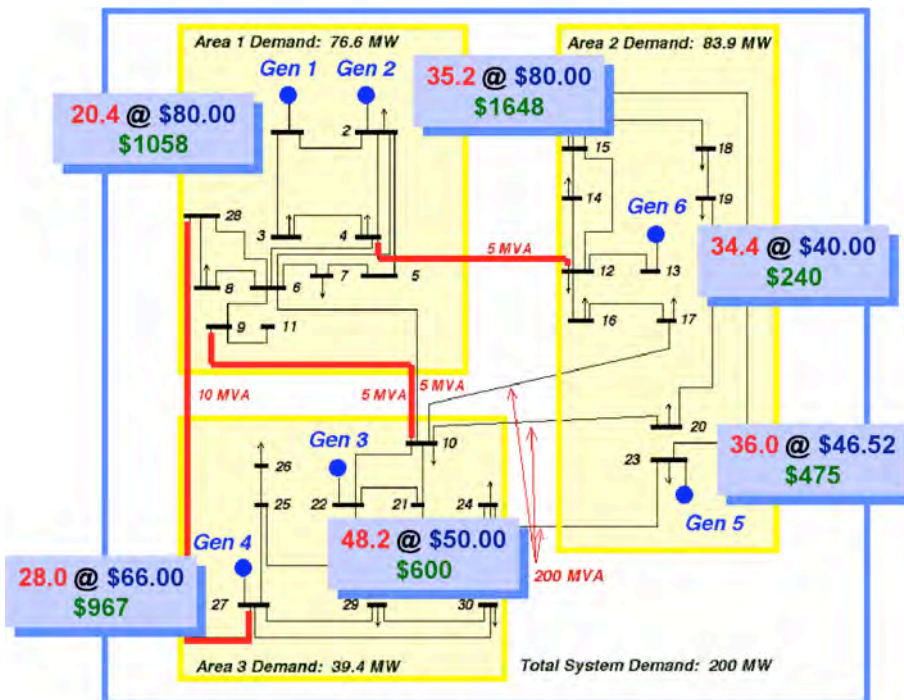 Area 1 Demand: 76.6 MW
Area 2 Demand: 83.9 MW
Gen 1
Gen 2
35.2 @ $80.00
$1648
20.4 @ $80.00
$1058
2
15
18
14
19
Gen 6
28
3
4
5 MVA
34.4 @ $40.00
$240
8
6
7
5
12
13
9
11
16
17
10 MVA
5 MVA
5 MVA
10
20
Gen 3
26
23
36.0 @ $46.52
$475
25
22
21
24
Gen 5
Gen 4
48.2 @ $50.00
$600
200 MVA
28.0 @ $66.00
$967
27
29
30
Area 3 Demand: 39.4 MW
Total System Demand: 200 MW